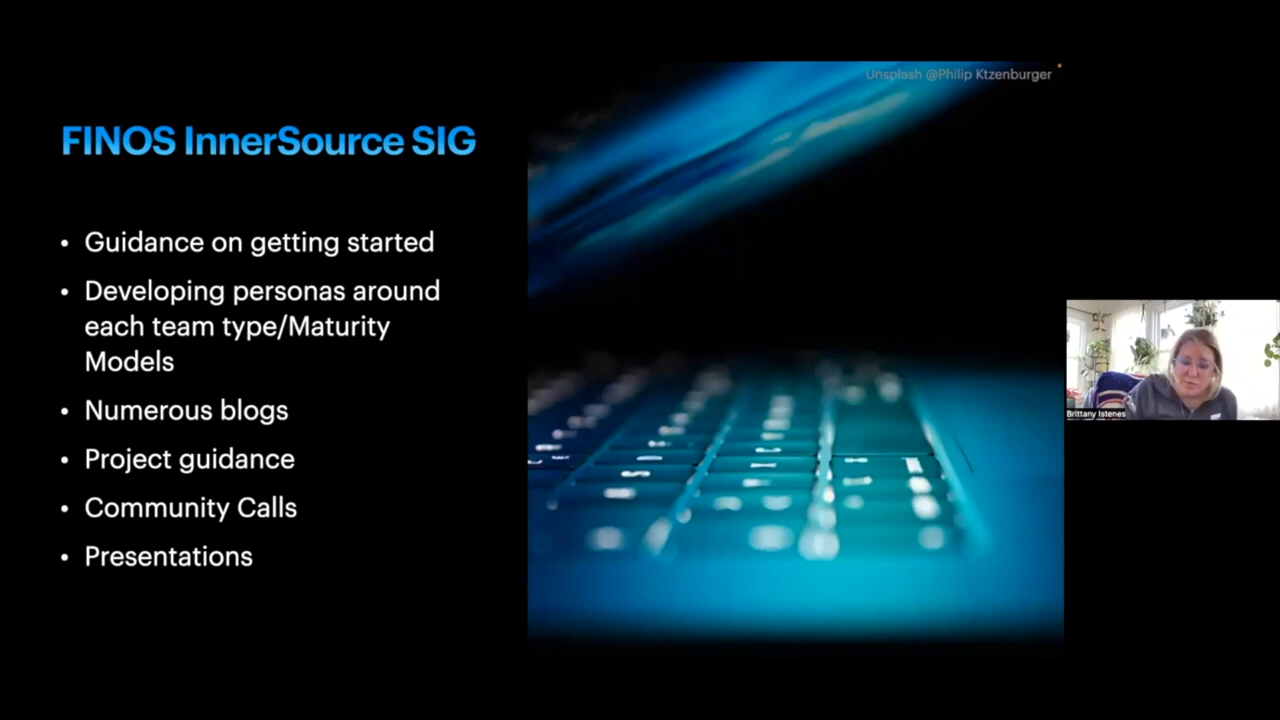 Unsplash @Philip Ktzenburger
FINOS InnerSource SIG
• Guidance on getting started
• Developing personas around
each team type/Maturity
Models
• Numerous blogs
• Project guidance
• Community Calls
• Presentations
Brittany Istenes